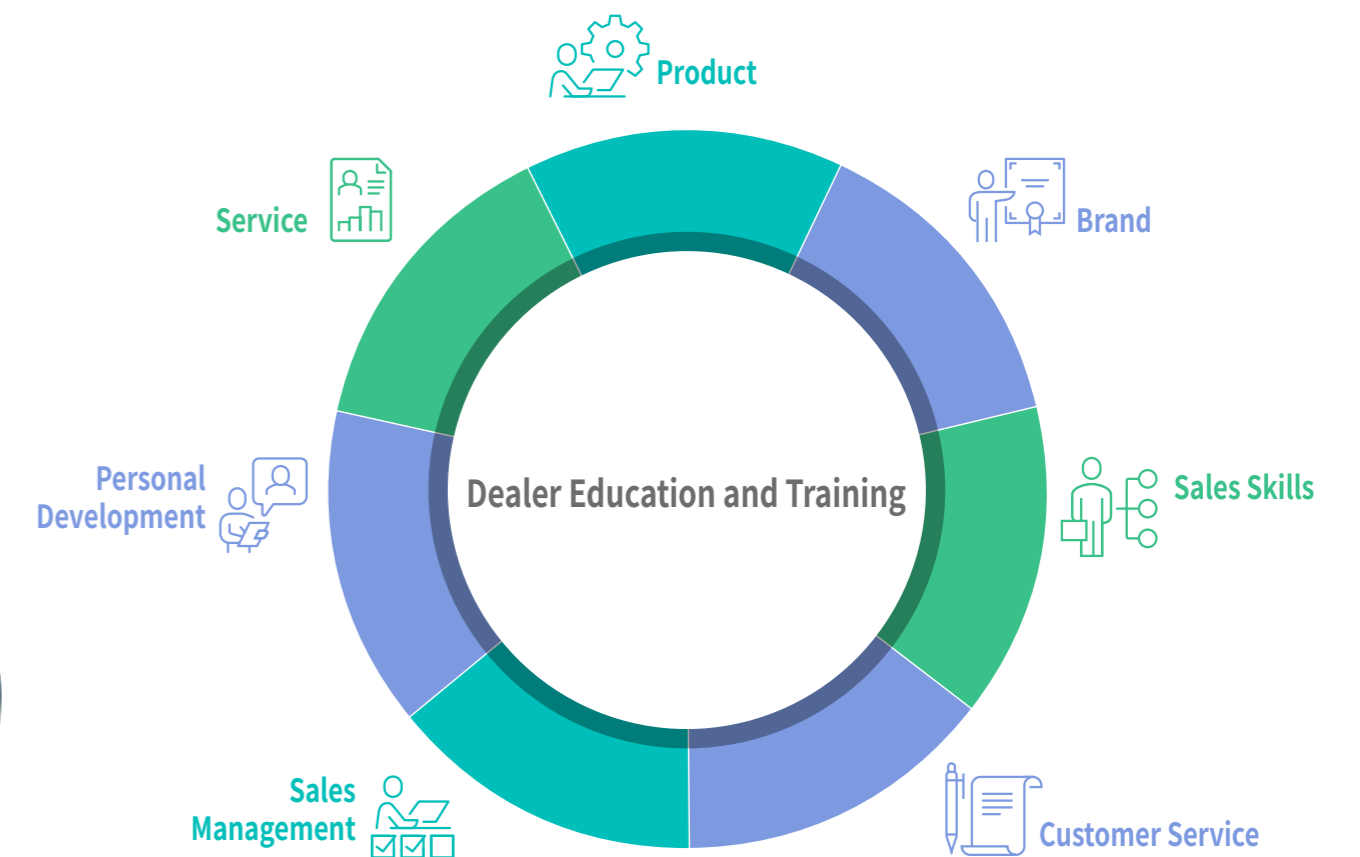 Product
Service
Brand
Personal
Development
Dealer Education and Training
Sales Skills
Sales
Management
Customer Service